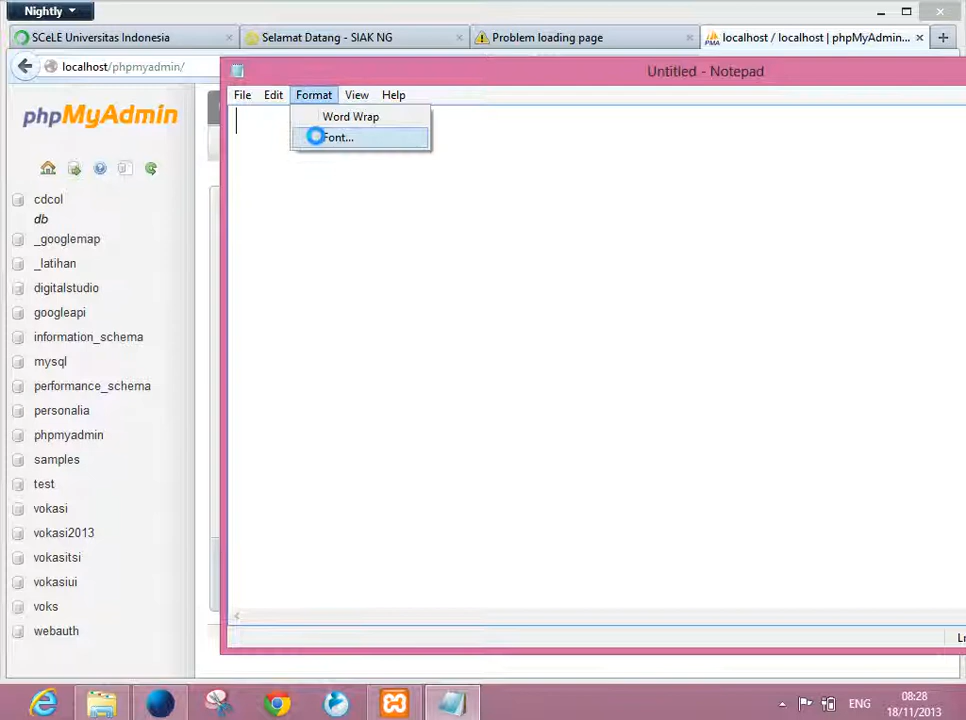 Nightly
SCeLE Universitas Indonesia
Selamat Datang - SIAK NG
Problem loading page
localhost / localhost | phpMyAdmin...
localhost/phpmyadmin/
Untitled - Notepad
File Edit Format View Help
Word Wrap
Font...
phpMyAdmin
cdcol
db
_googlemap
_latihan
digitalstudio
googleapi
information_schema
mysql
performance_schema
personalia
phpmyadmin
samples
test
vokasi
vokasi2013
vokasitsi
vokasiui
voks
webauth
Ln
ENG
08:28
18/11/2013